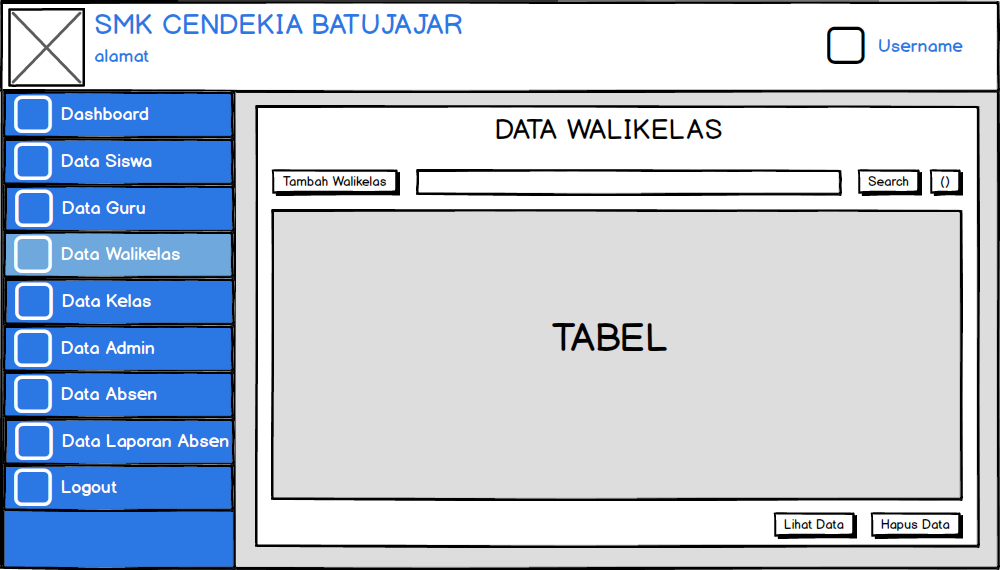 SMK CENDEKIA BATUJAJAR
alamat
Username
Dashboard
Data Siswa
Data Guru
Data Walikelas
Data Kelas
Data Admin
Data Absen
Data Laporan Absen
Logout
DATA WALIKELAS
Tambah Walikelas
Search
()
TABEL
Lihat Data
Hapus Data